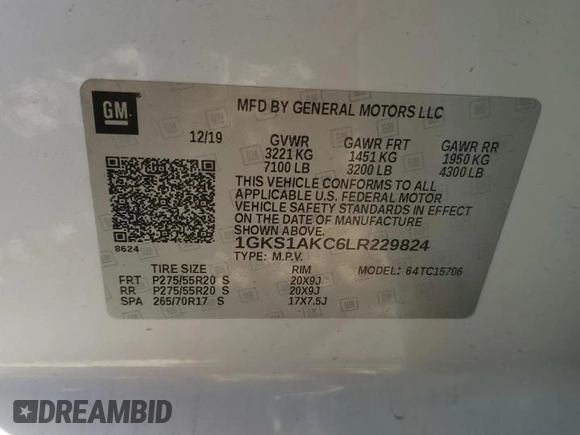 GM
MFD BY GENERAL MOTORS LLC
12/19
GVWR GAWR FRT GAWR RR
3221 KG 1451 KG 1950 KG
7100 LB 3200 LB 4300 LB
THIS VEHICLE CONFORMS TO ALL
APPLICABLE U.S. FEDERAL MOTOR
VEHICLE SAFETY STANDARDS IN EFFECT
ON THE DATE OF MANUFACTURE
SHOWN ABOVE.
1GKS1AKC6LR229824
8624
TYPE: M.P.V.
TIRE SIZE RIM MODEL: 64TC15706
FRT P275/55R20 S 20X9J
RR P275/55R20 S 20X9J
SPA 265/70R17 S 17X7.5J
DREAMBID